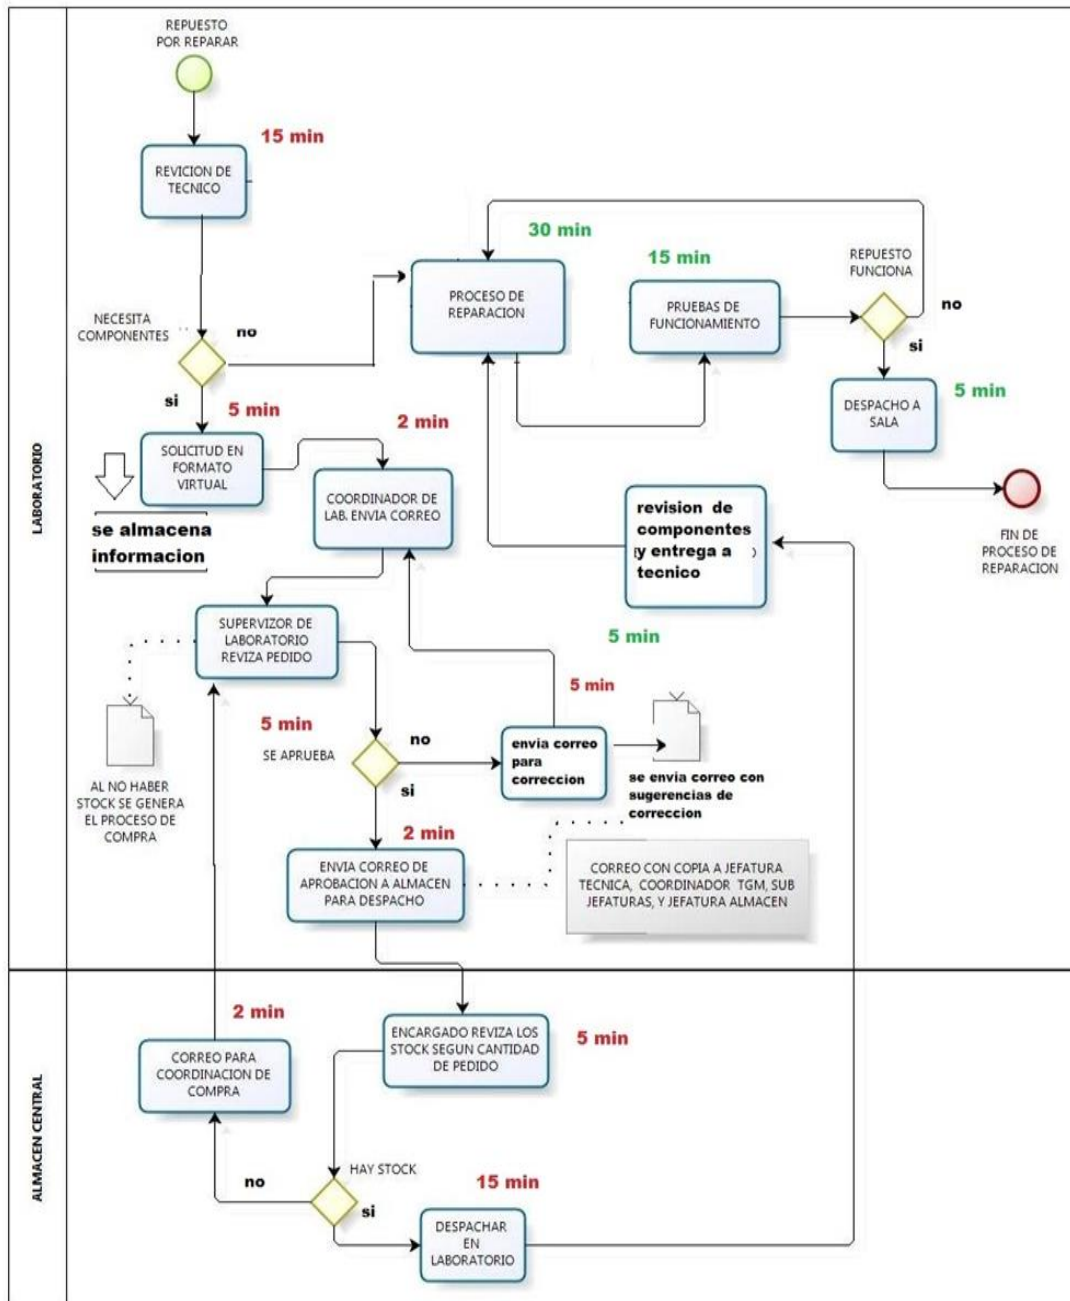 REPUESTO
POR REPARAR
15 min
REVICION DE
TECNICO
30 min
15 min
REPUESTO
FUNCIONA
PROCESO DE
REPARACION
PRUEBAS DE
FUNCIONAMIENTO
no
si
NECESITA
COMPONENTES
no
si
5 min
2 min
5 min
DESPACHO A
SALA
SOLICITUD EN
FORMATO
VIRTUAL
COORDINADOR DE
LAB. ENVIA CORREO
se almacena
informacion
revision de
componentes
y entrega a
tecnico
FIN DE
PROCESO DE
REPARACION
LABORATORIO
SUPERVIZOR DE
LABORATORIO
REVIZA PEDIDO
5 min
5 min
5 min
SE APRUEBA
no
si
envia correo
para
correccion
se envia correo con
sugerencias de
correccion
AL NO HABER
STOCK SE GENERA
EL PROCESO DE
COMPRA
2 min
ENVIA CORREO DE
APROBACION A ALMACEN
PARA DESPACHO
CORREO CON COPIA A JEFATURA
TECNICA, COORDINADOR TGM, SUB
JEFATURAS, Y JEFATURA ALMACEN
2 min
5 min
CORREO PARA
COORDINACION DE
COMPRA
ENCARGADO REVIZA LOS
STOCK SEGUN CANTIDAD
DE PEDIDO
ALMACEN CENTRAL
HAY STOCK
no
si
15 min
DESPACHAR
EN
LABORATORIO